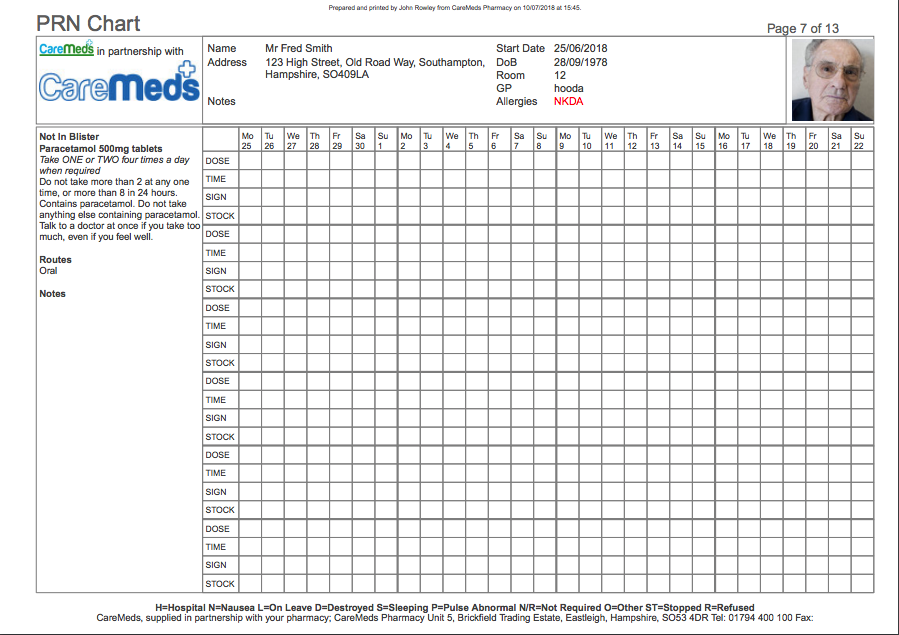 Prepared and printed by John Rowley from CareMeds Pharmacy on 10/07/2018 at 15:45.
PRN Chart
Page 7 of 13
CareMeds in partnership with
CareMeds
Name Mr Fred Smith
Address 123 High Street, Old Road Way, Southampton,
Hampshire, SO409LA
Notes
Start Date 25/06/2018
DoB 28/09/1978
Room 12
GP hooda
Allergies NKDA
Not In Blister
Paracetamol 500mg tablets
Take ONE or TWO four times a day
when required
Do not take more than 2 at any one
time, or more than 8 in 24 hours.
Contains paracetamol. Do not take
anything else containing paracetamol.
Talk to a doctor at once if you take too
much, even if you feel well.
Routes
Oral
Notes
Mo Tu We Th Fr Sa Su Mo Tu We Th Fr Sa Su Mo Tu We Th Fr Sa Su Mo Tu We Th Fr Sa Su
25 26 27 28 29 30 1 2 3 4 5 6 7 8 9 10 11 12 13 14 15 16 17 18 19 20 21 22
DOSE
TIME
SIGN
STOCK
DOSE
TIME
SIGN
STOCK
DOSE
TIME
SIGN
STOCK
DOSE
TIME
SIGN
STOCK
DOSE
TIME
SIGN
STOCK
DOSE
TIME
SIGN
STOCK
H=Hospital N=Nausea L=On Leave D=Destroyed S=Sleeping P=Pulse Abnormal N/R=Not Required O=Other ST=Stopped R=Refused
CareMeds, supplied in partnership with your pharmacy; CareMeds Pharmacy Unit 5, Brickfield Trading Estate, Eastleigh, Hampshire, SO53 4DR Tel: 01794 400 100 Fax: